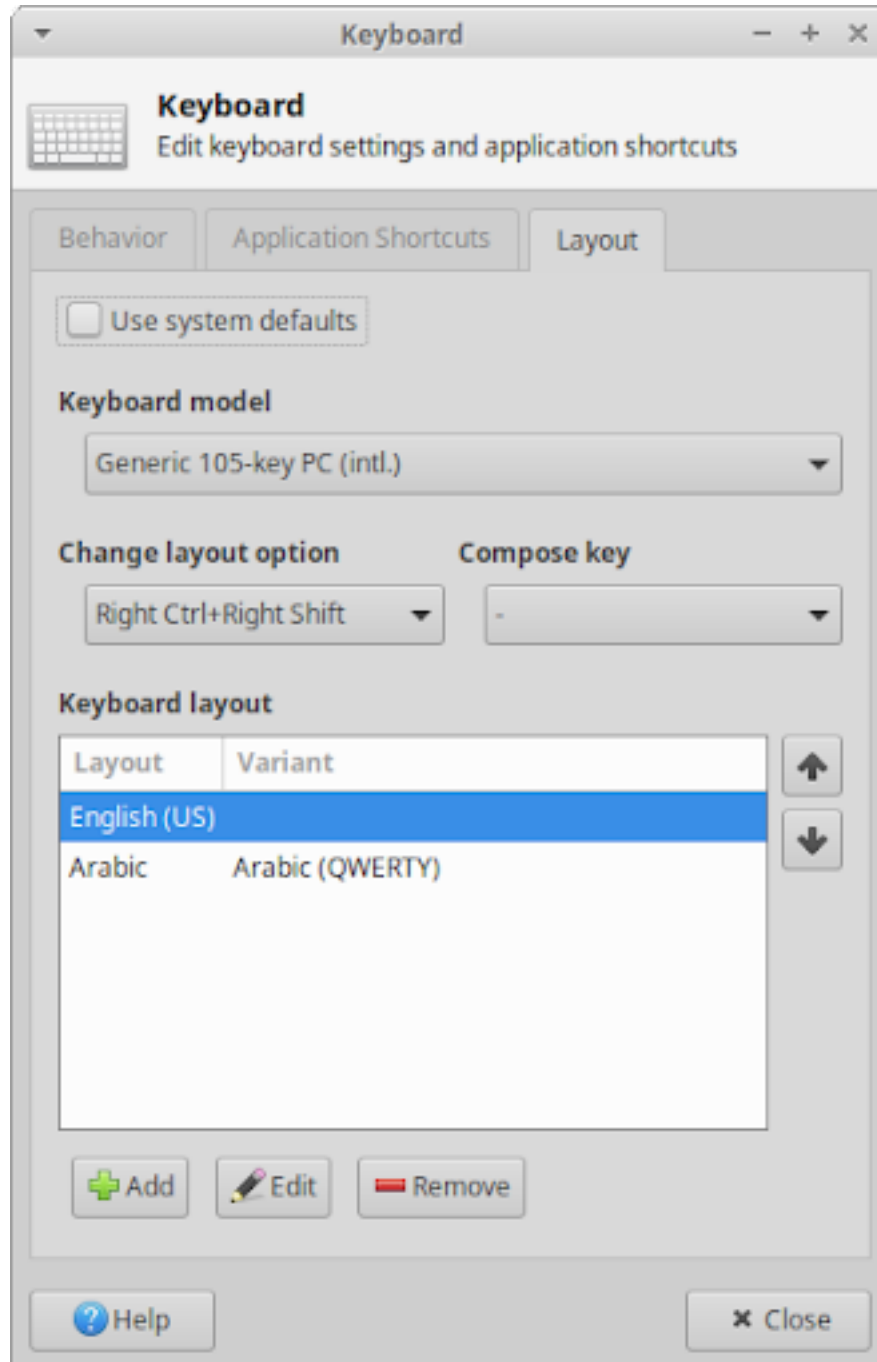 Keyboard
Keyboard
Edit keyboard settings and application shortcuts
Behavior Application Shortcuts Layout
Use system defaults
Keyboard model
Generic 105-key PC (intl.)
Change layout option Compose key
Right Ctrl+Right Shift -
Keyboard layout
Layout Variant
English (US)
Arabic Arabic (QWERTY)
Add Edit Remove
Help Close